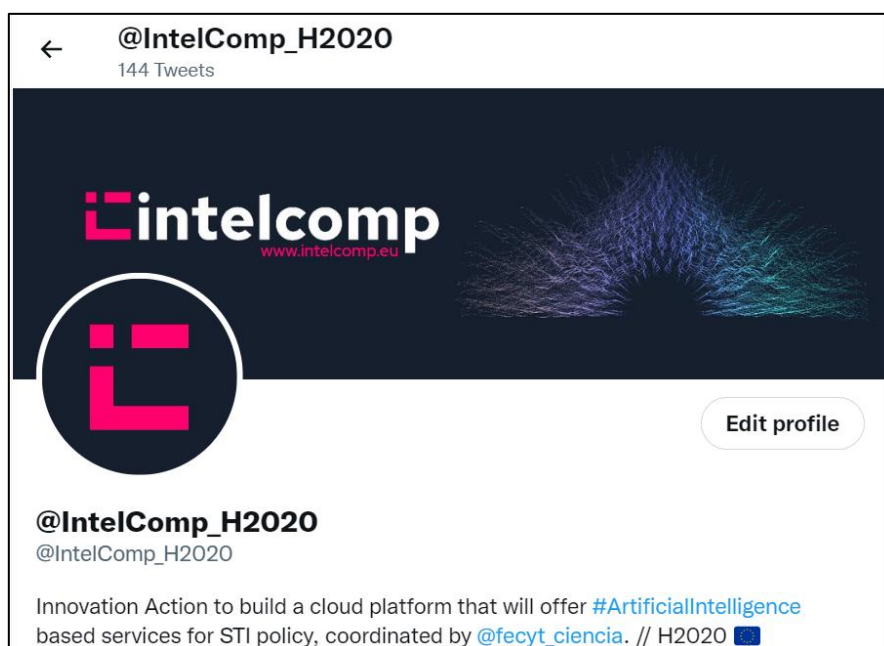 @IntelComp_H2020
144 Tweets
intelcomp
www.intelcomp.eu
Edit profile
@IntelComp_H2020
@IntelComp_H2020
Innovation Action to build a cloud platform that will offer #ArtificialIntelligence
based services for STI policy, coordinated by @fecyt_ciencia. // H2020 🇪🇺